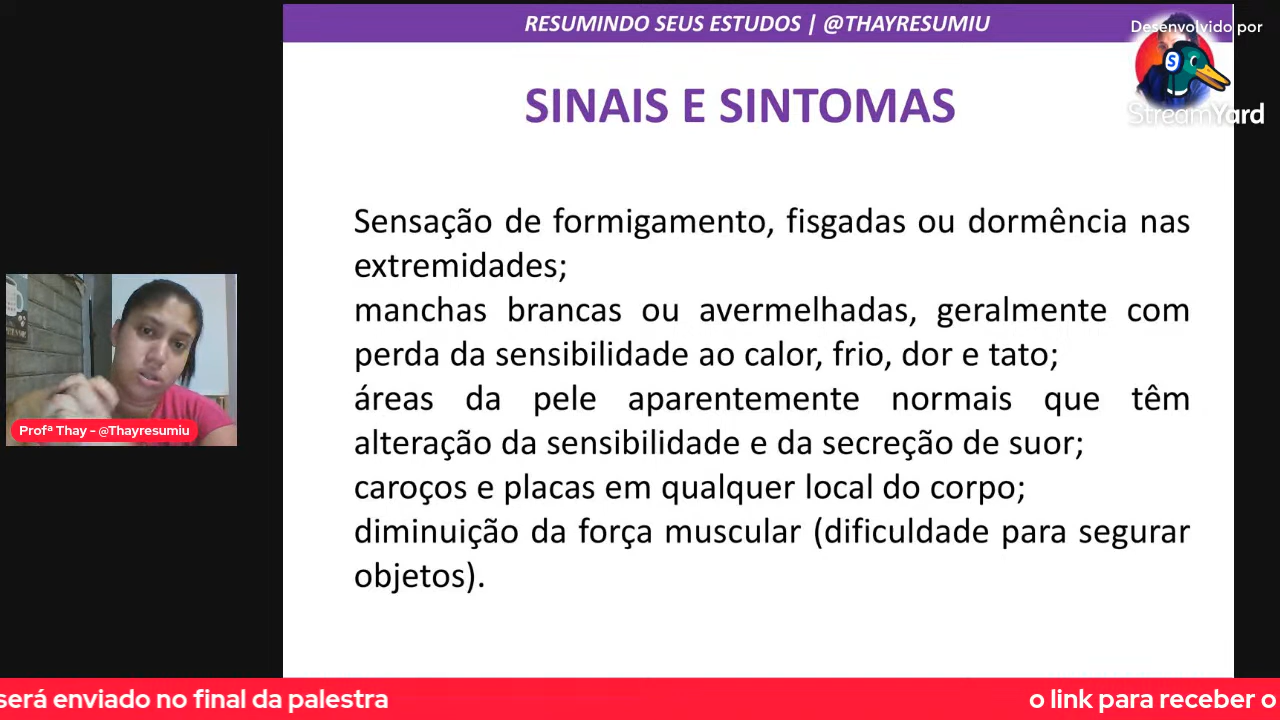 RESUMINDO SEUS ESTUDOS | @THAYRESUMIU
Desenvolvido por
S
StreamYard
SINAIS E SINTOMAS
Sensação de formigamento, fisgadas ou dormência nas
extremidades;
manchas brancas ou avermelhadas, geralmente com
perda da sensibilidade ao calor, frio, dor e tato;
áreas da pele aparentemente normais que têm
alteração da sensibilidade e da secreção de suor;
caroços e placas em qualquer local do corpo;
diminuição da força muscular (dificuldade para segurar
objetos).
Profª Thay - @Thayresumiu
será enviado no final da palestra
o link para receber o